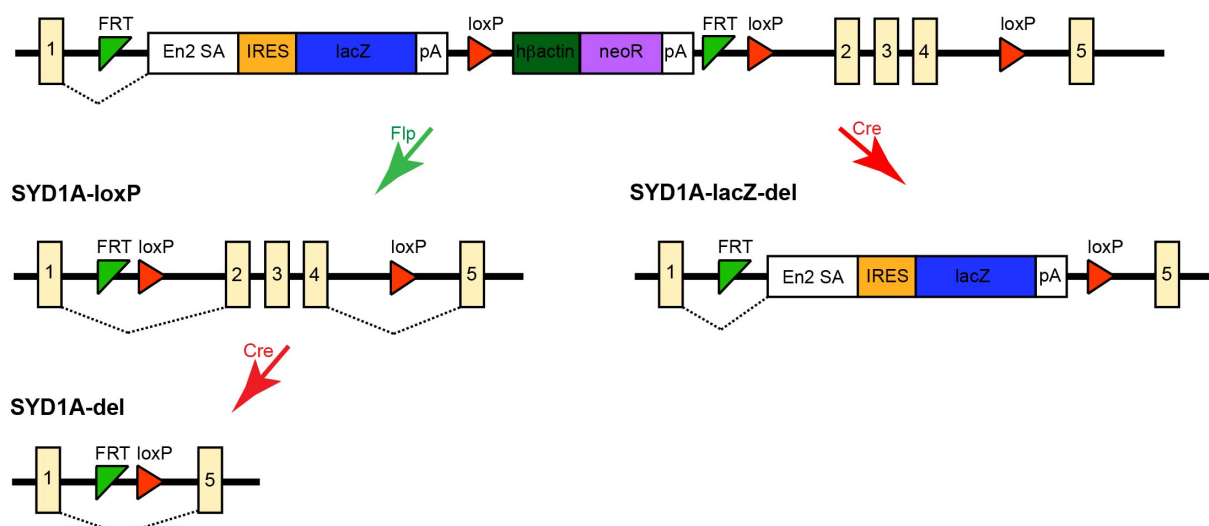 FRT loxP FRT loxP loxP
1 En2 SA IRES lacZ pA hβactin neoR pA 2 3 4 5
Flp Cre
SYD1A-loxP
FRT loxP loxP
1 2 3 4 5
SYD1A-lacZ-del
FRT loxP
1 En2 SA IRES lacZ pA 5
Cre
SYD1A-del
FRT loxP
1 5